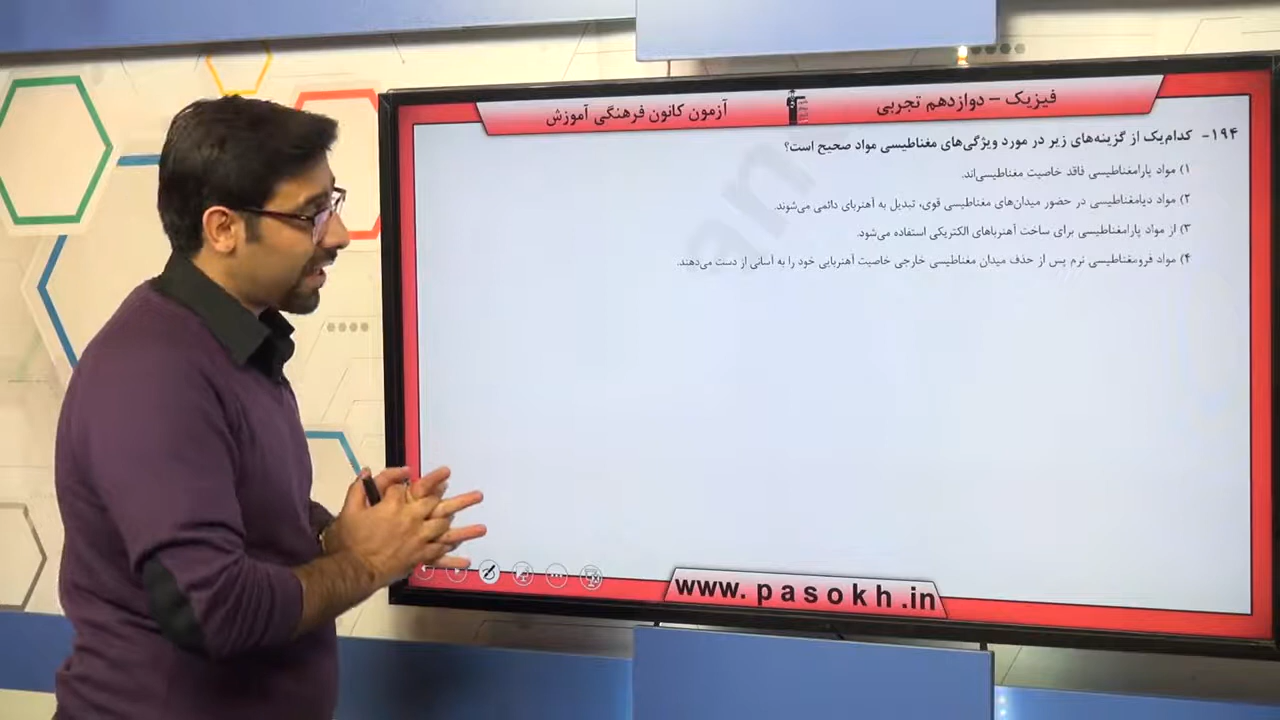 فیزیک – دوازدهم تجربی
آزمون کانون فرهنگی آموزش
۱۹۴- کدام‌یک از گزینه‌های زیر در مورد ویژگی‌های مغناطیسی مواد صحیح است؟
۱) مواد پارامغناطیسی فاقد خاصیت مغناطیسی‌اند.
۲) مواد دیامغناطیسی در حضور میدان‌های مغناطیسی قوی، تبدیل به آهنربای دائمی می‌شوند.
۳) از مواد پارامغناطیسی برای ساخت آهنرباهای الکتریکی استفاده می‌شود.
۴) مواد فرومغناطیسی نرم پس از حذف میدان مغناطیسی خارجی خاصیت آهنربایی خود را به آسانی از دست می‌دهند.
www.pasokh.in